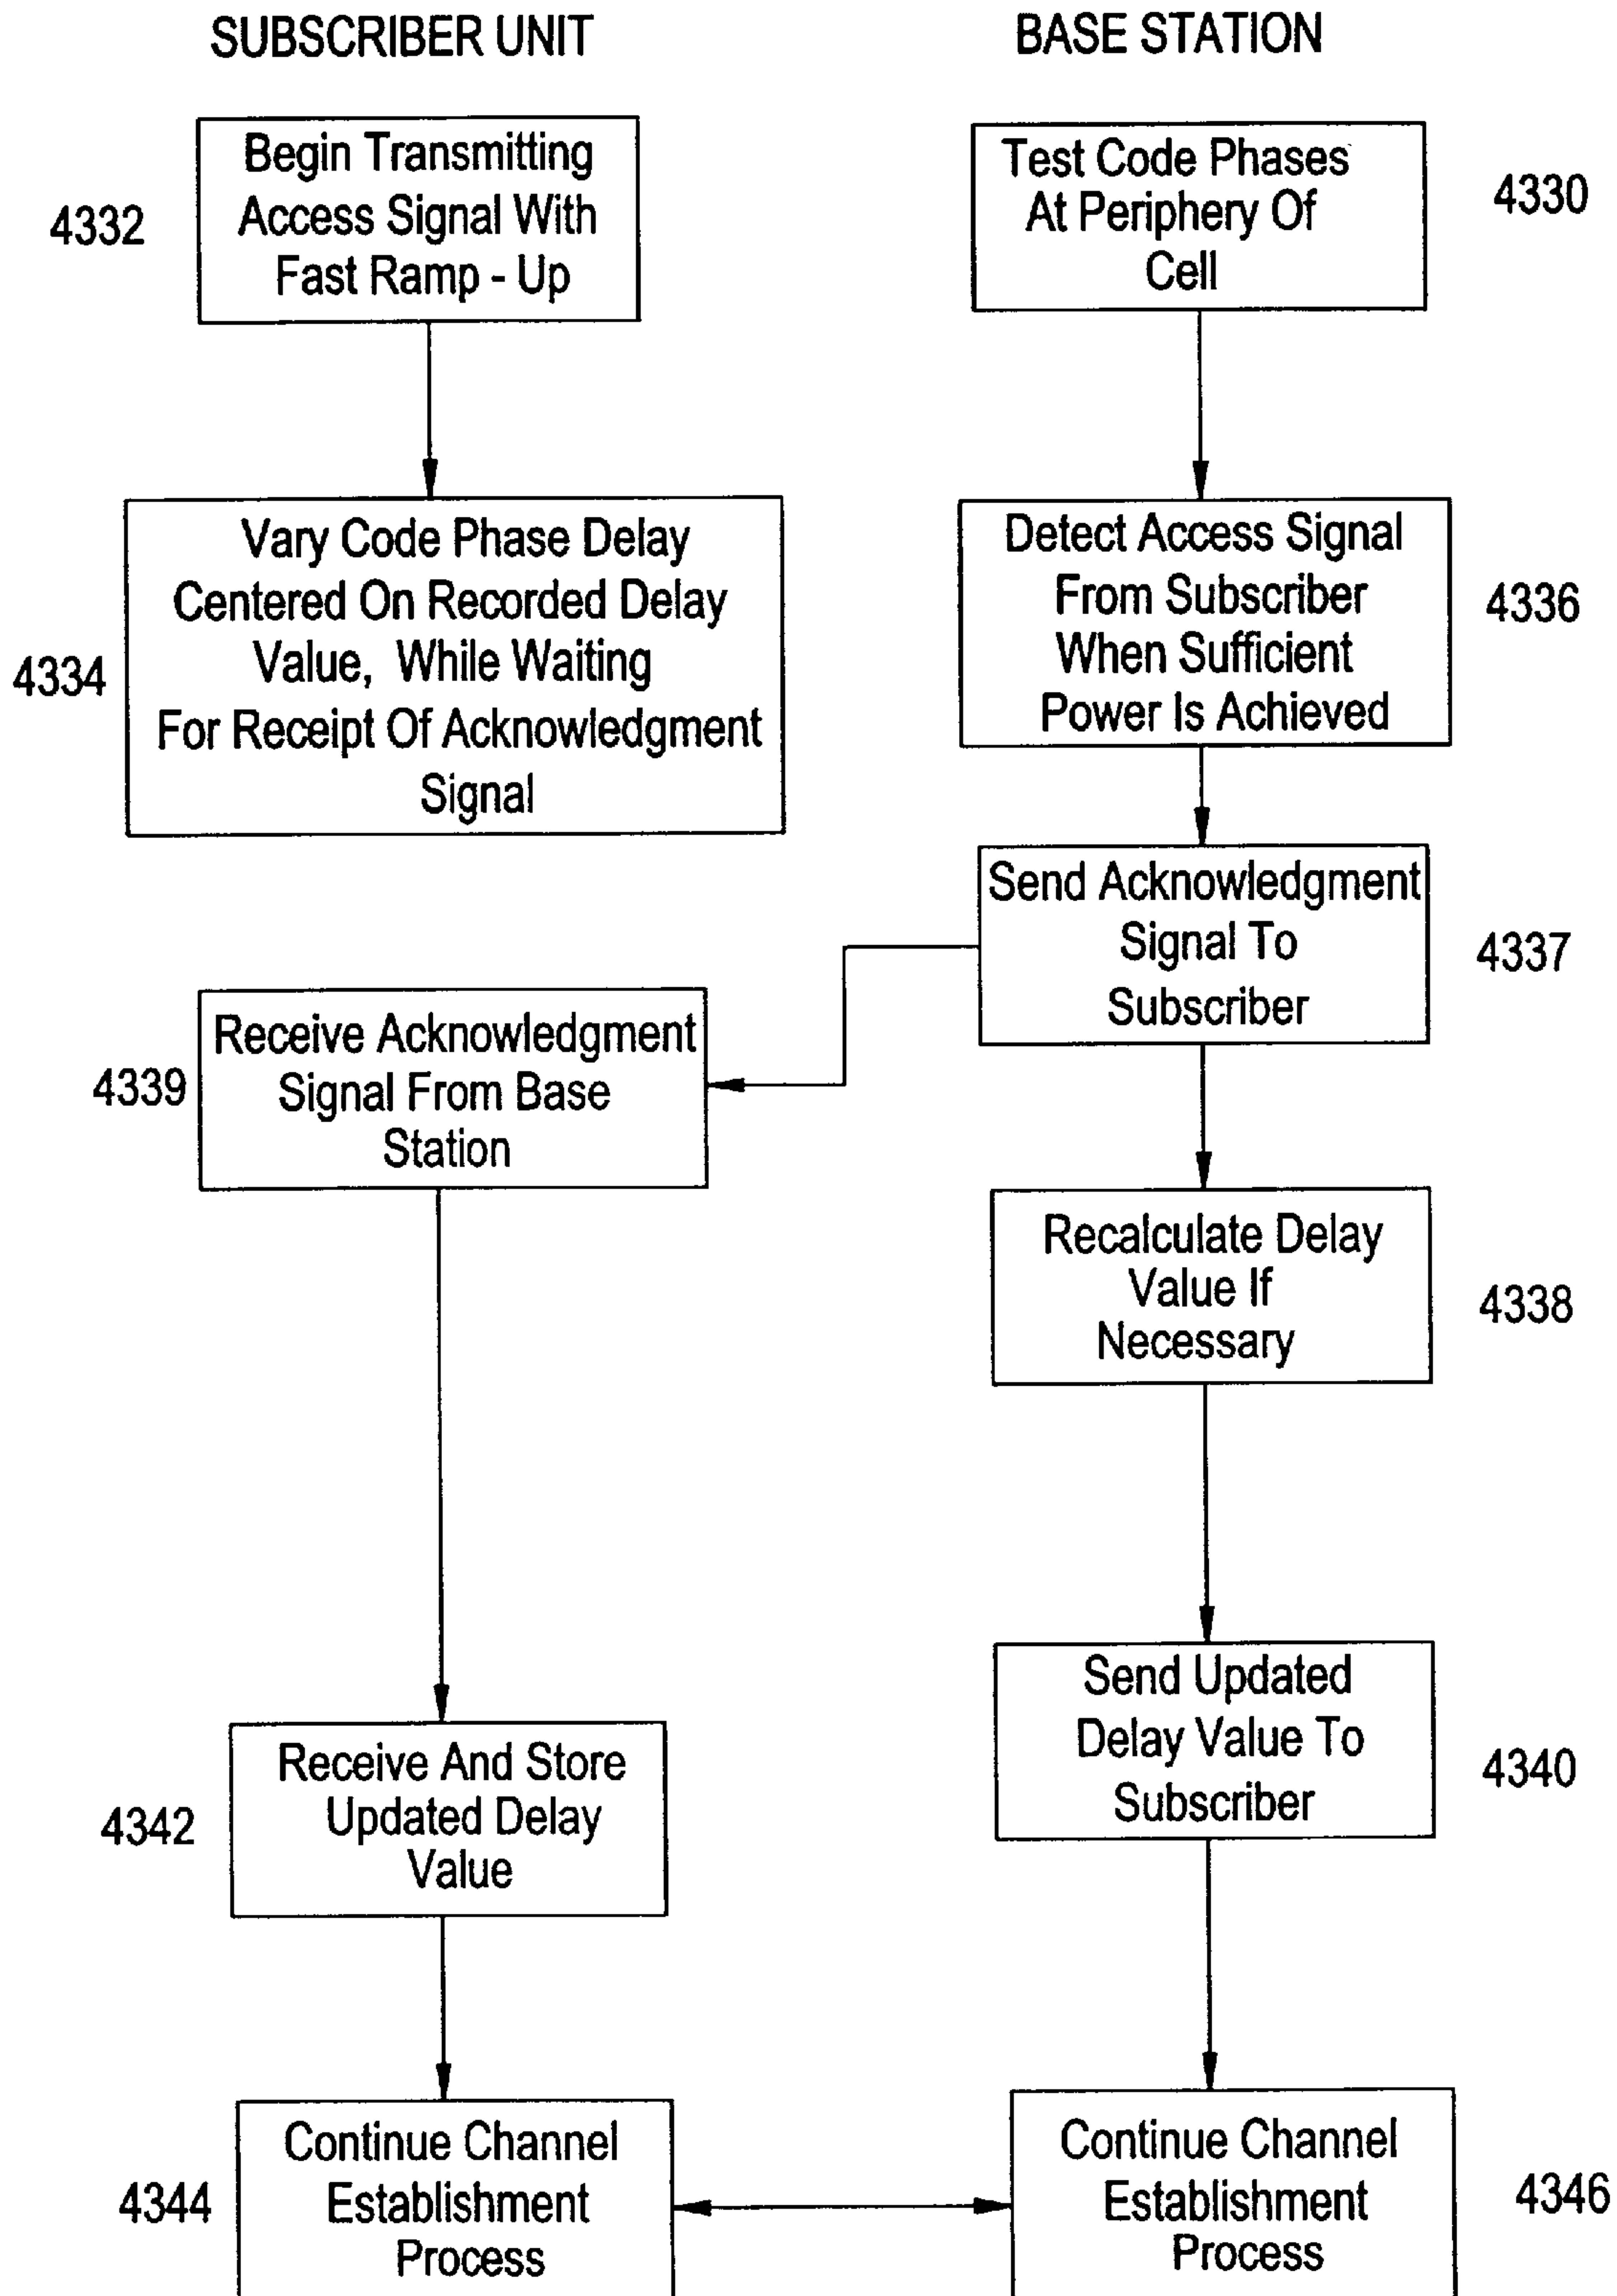 SUBSCRIBER UNIT
BASE STATION
Begin Transmitting
Access Signal With
Fast Ramp - Up
4332
Test Code Phases
At Periphery Of
Cell
4330
Vary Code Phase Delay
Centered On Recorded Delay
Value, While Waiting
For Receipt Of Acknowledgment
Signal
4334
Detect Access Signal
From Subscriber
When Sufficient
Power Is Achieved
4336
Send Acknowledgment
Signal To
Subscriber
4337
Receive Acknowledgment
Signal From Base
Station
4339
Recalculate Delay
Value If
Necessary
4338
Send Updated
Delay Value To
Subscriber
4340
Receive And Store
Updated Delay
Value
4342
Continue Channel
Establishment
Process
4344
Continue Channel
Establishment
Process
4346